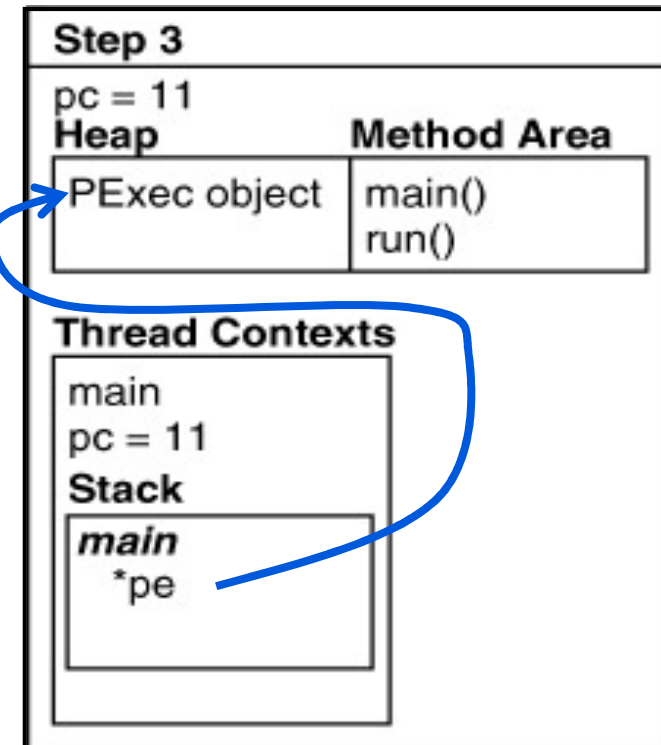 Step 3
pc = 11
Heap Method Area
PExec object main()
run()
Thread Contexts
main
pc = 11
Stack
main
*pe